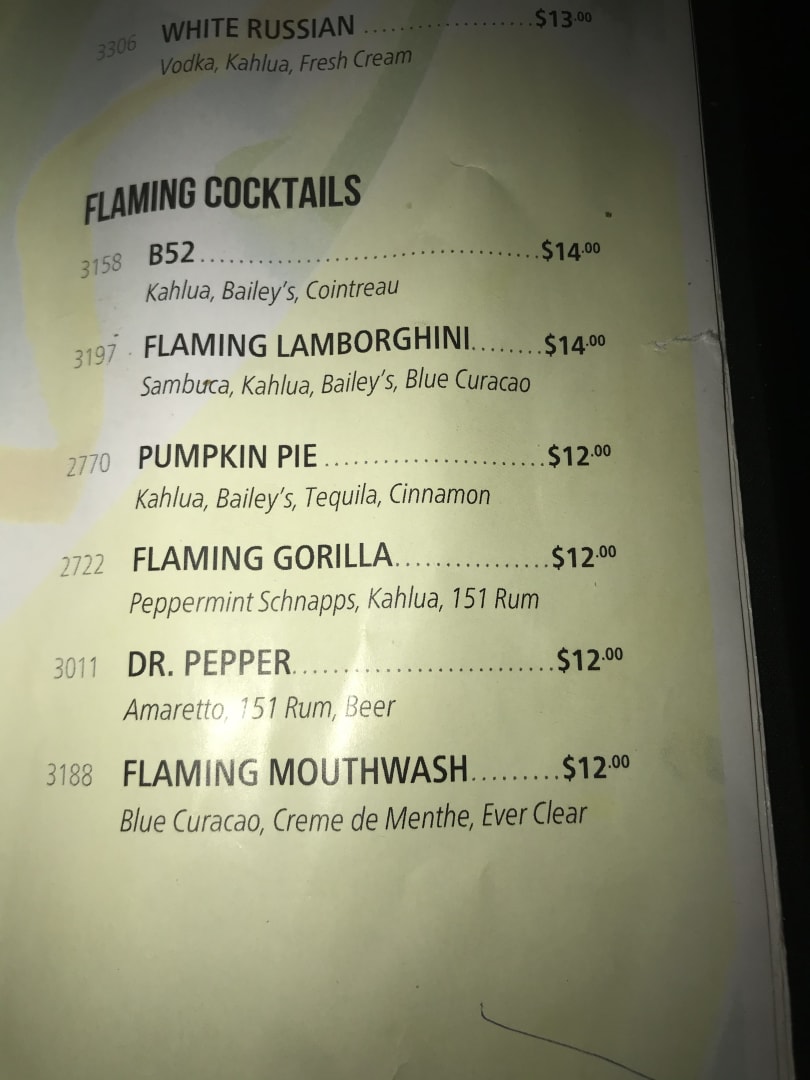 3306 WHITE RUSSIAN ........................ $13.00
Vodka, Kahlua, Fresh Cream
FLAMING COCKTAILS
3158 B52 ........................................ $14.00
Kahlua, Bailey's, Cointreau
3197 FLAMING LAMBORGHINI ........ $14.00
Sambuca, Kahlua, Bailey's, Blue Curacao
2770 PUMPKIN PIE ......................... $12.00
Kahlua, Bailey's, Tequila, Cinnamon
2722 FLAMING GORILLA ................. $12.00
Peppermint Schnapps, Kahlua, 151 Rum
3011 DR. PEPPER ............................. $12.00
Amaretto, 151 Rum, Beer
3188 FLAMING MOUTHWASH ......... $12.00
Blue Curacao, Creme de Menthe, Ever Clear